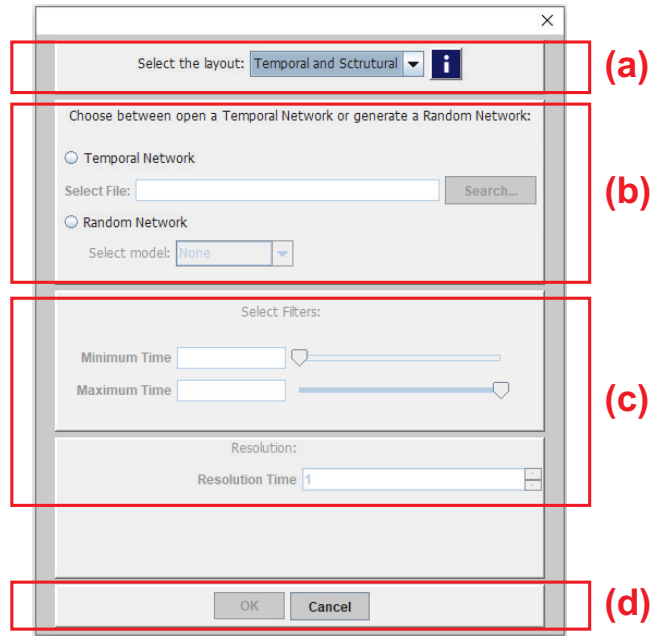 Select the layout: Temporal and Sctrutural i
(a)
Choose between open a Temporal Network or generate a Random Network:
Temporal Network
Select File: Search...
(b)
Random Network
Select model: None
Select Filters:
Minimum Time
Maximum Time
(c)
Resolution:
Resolution Time 1
OK Cancel
(d)